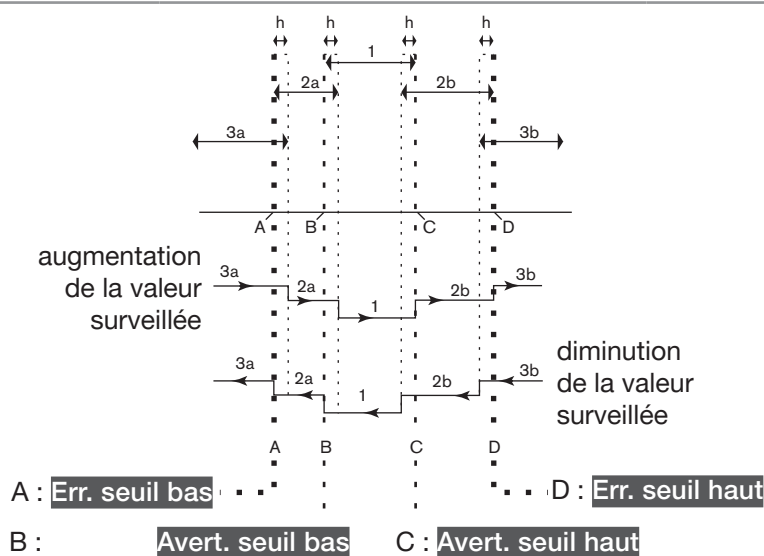 h h h h
1
2a 2b
3a 3b
A B C D
augmentation
de la valeur
surveillée
3a 2a 1 2b 3b
diminution
de la valeur
surveillée
3a 2a 1 2b 3b
A B C D
A : Err. seuil bas D : Err. seuil haut
B : Avert. seuil bas C : Avert. seuil haut